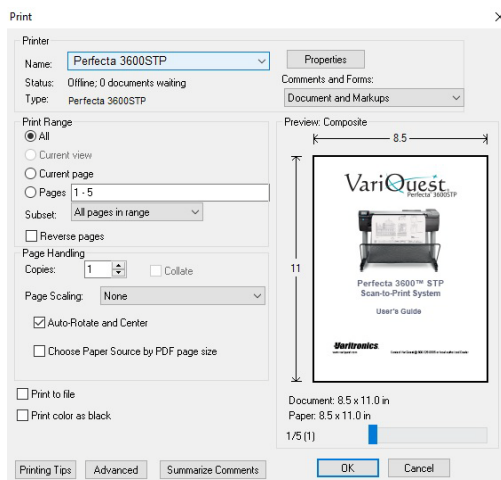 Print
Printer
Name: Perfecta 3600STP
Properties
Status: Offline; 0 documents waiting
Comments and Forms:
Type: Perfecta 3600STP
Document and Markups
Print Range
All
Current view
Current page
Pages 1 - 5
Subset: All pages in range
Reverse pages
Page Handling
Copies: 1
Collate
Page Scaling: None
Auto-Rotate and Center
Choose Paper Source by PDF page size
Print to file
Print color as black
Preview: Composite
8.5
11
VariQuest
Perfecta 3600STP
Perfecta 3600™ STP
Scan-to-Print System
User's Guide
Varitronics
Document: 8.5 x 11.0 in
Paper: 8.5 x 11.0 in
1/5 (1)
Printing Tips
Advanced
Summarize Comments
OK
Cancel